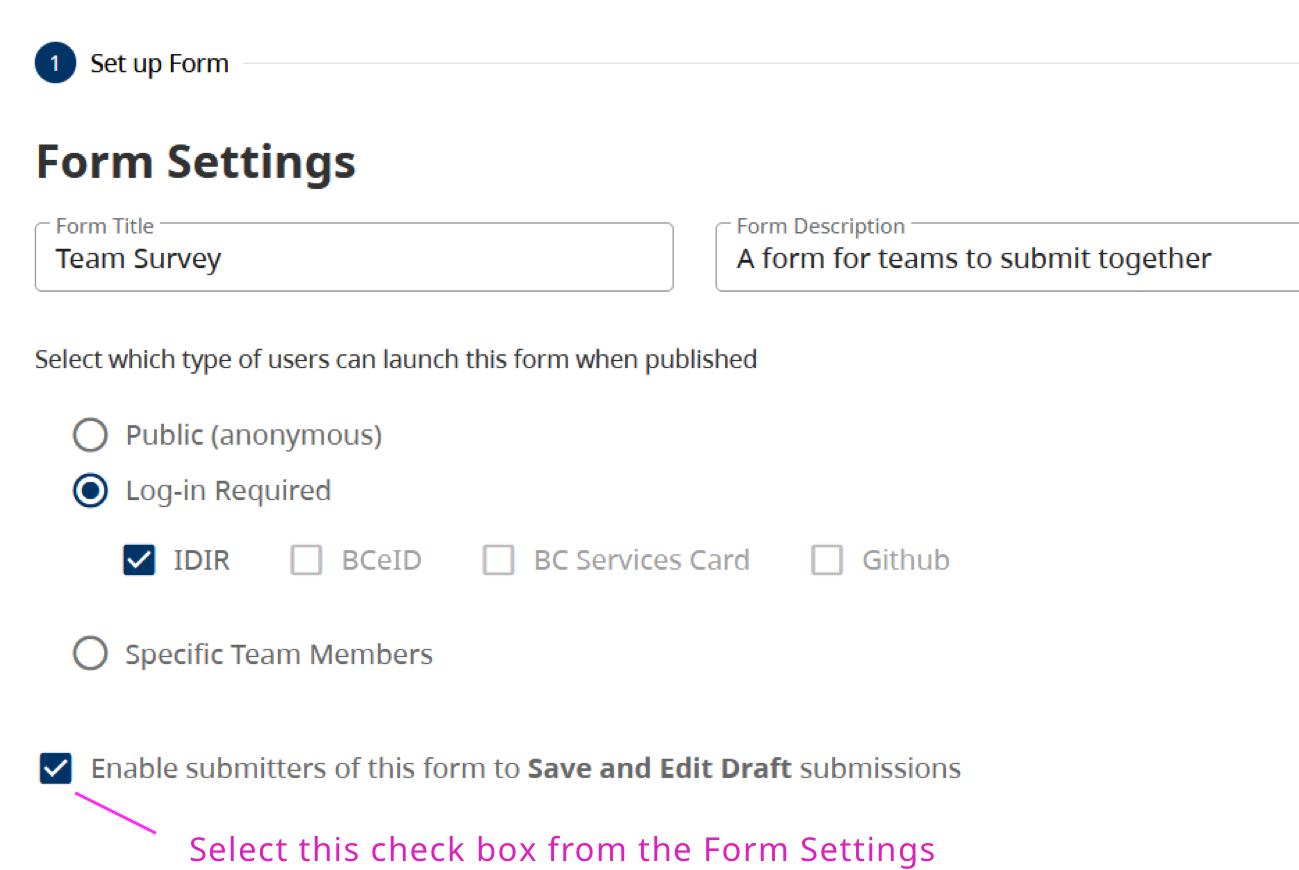 1 Set up Form
Form Settings
Form Title
Team Survey
Form Description
A form for teams to submit together
Select which type of users can launch this form when published
Public (anonymous)
Log-in Required
IDIR BCeID BC Services Card Github
Specific Team Members
Enable submitters of this form to Save and Edit Draft submissions
Select this check box from the Form Settings